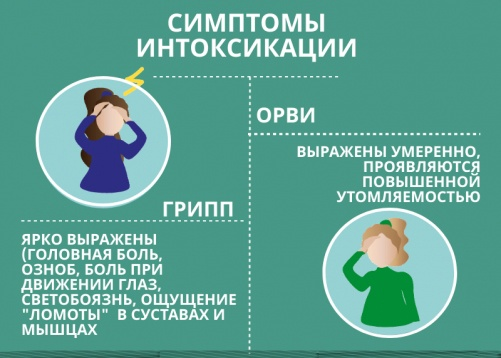 СИМПТОМЫ
ИНТОКСИКАЦИИ
ОРВИ
ВЫРАЖЕНЫ УМЕРЕННО,
ПРОЯВЛЯЮТСЯ
ПОВЫШЕННОЙ
УТОМЛЯЕМОСТЬЮ
ГРИПП
ЯРКО ВЫРАЖЕНЫ
(ГОЛОВНАЯ БОЛЬ,
ОЗНОБ, БОЛЬ ПРИ
ДВИЖЕНИИ ГЛАЗ,
СВЕТОБОЯЗНЬ, ОЩУЩЕНИЕ
"ЛОМОТЫ" В СУСТАВАХ И
МЫШЦАХ